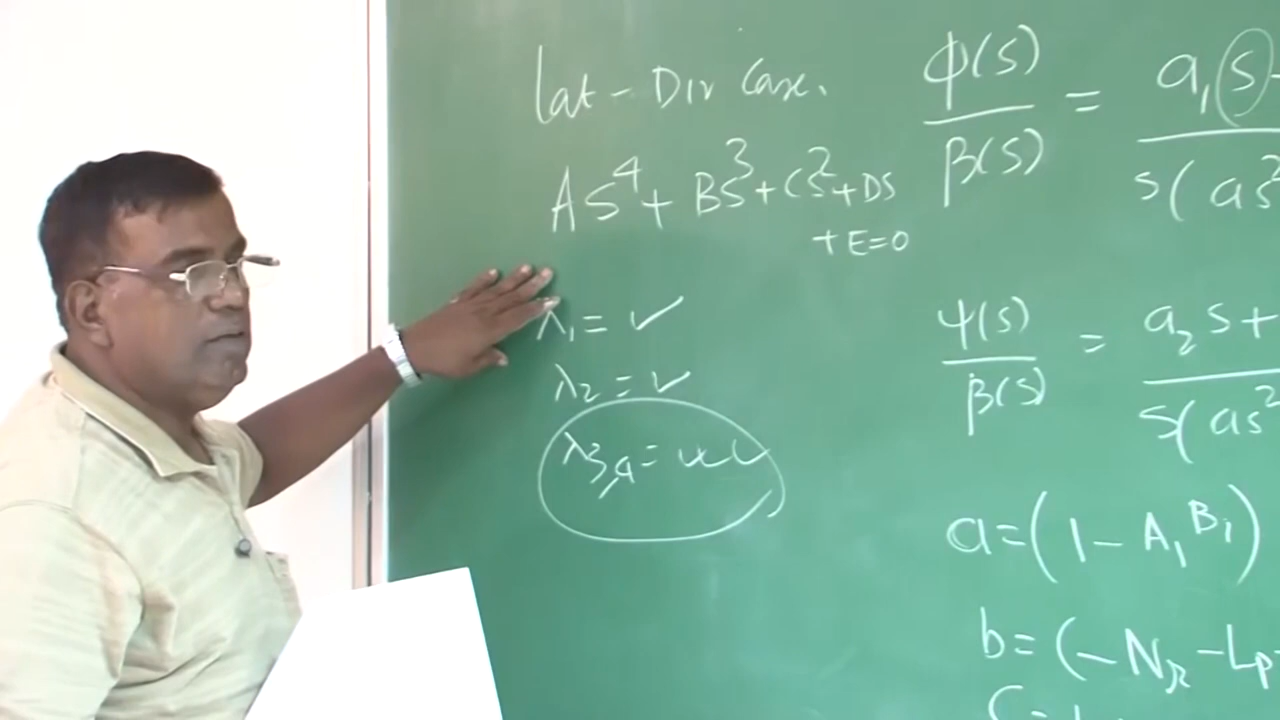 Lat - Dir Case.
AS⁴ + BS³ + CS² + DS
+ E = 0
λ₁ = ✓
λ₂ = ✓
λ₃,₄ = ✓✓
φ(s)/β(s) = a₁s
s(as²
ψ(s)/β(s) = a₂s +
s(as²
a = (1 - A₁B₁)
b = (-Nᵣ - Lₚ